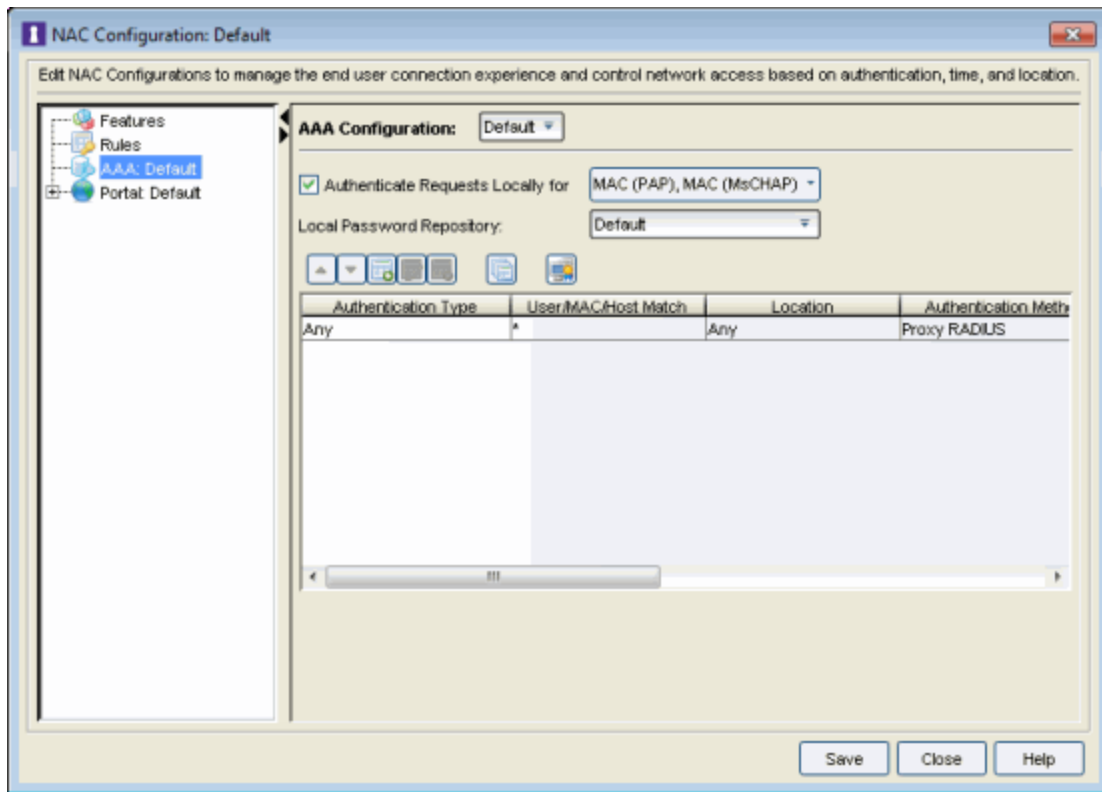 NAC Configuration: Default
Edit NAC Configurations to manage the end user connection experience and control network access based on authentication, time, and location.
Features
Rules
AAA: Default
Portal: Default
AAA Configuration: Default
Authenticate Requests Locally for MAC (PAP), MAC (MsCHAP)
Local Password Repository: Default
Authentication Type User/MAC/Host Match Location Authentication Meth
Any * Any Proxy RADIUS
Save Close Help